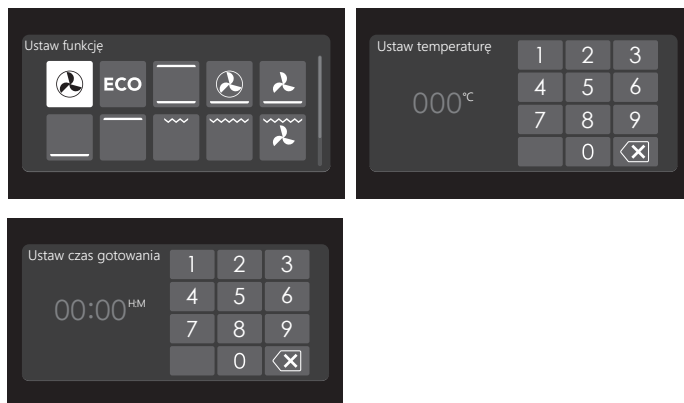 Ustaw funkcję
ECO
Ustaw temperaturę
000°C
1 2 3
4 5 6
7 8 9
0
Ustaw czas gotowania
00:00 H:M
1 2 3
4 5 6
7 8 9
0